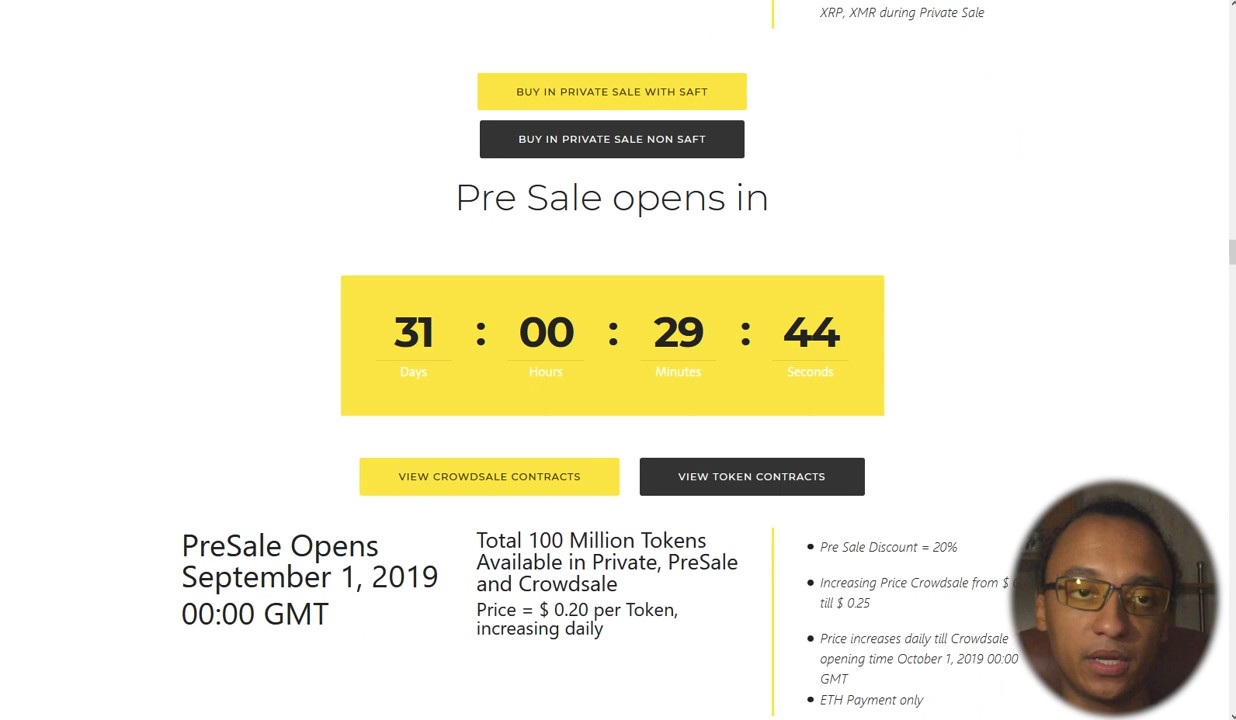 XRP, XMR during Private Sale
BUY IN PRIVATE SALE WITH SAFT
BUY IN PRIVATE SALE NON SAFT
Pre Sale opens in
31 : 00 : 29 : 44
Days Hours Minutes Seconds
VIEW CROWDSALE CONTRACTS
VIEW TOKEN CONTRACTS
PreSale Opens
September 1, 2019
00:00 GMT
Total 100 Million Tokens
Available in Private, PreSale
and Crowdsale
Price = $ 0.20 per Token,
increasing daily
Pre Sale Discount = 20%
Increasing Price Crowdsale from $
till $ 0.25
Price increases daily till Crowdsale
opening time October 1, 2019 00:00
GMT
ETH Payment only